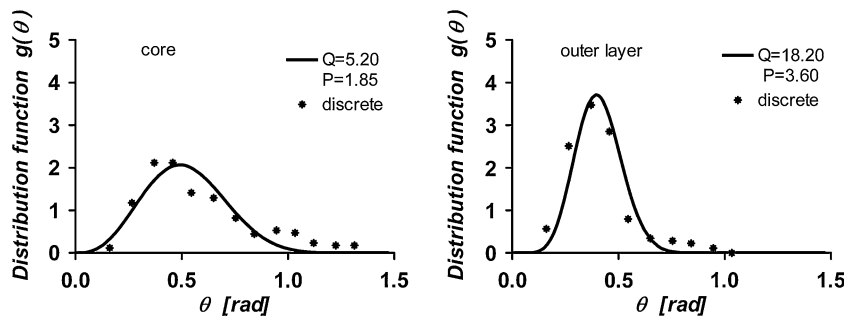 Distribution function g(θ)
5
4
3
2
1
0
core
Q=5.20
P=1.85
discrete
0.0
0.5
1.0
1.5
θ [rad]
Distribution function g(θ)
5
4
3
2
1
0
outer layer
Q=18.20
P=3.60
discrete
0.0
0.5
1.0
1.5
θ [rad]